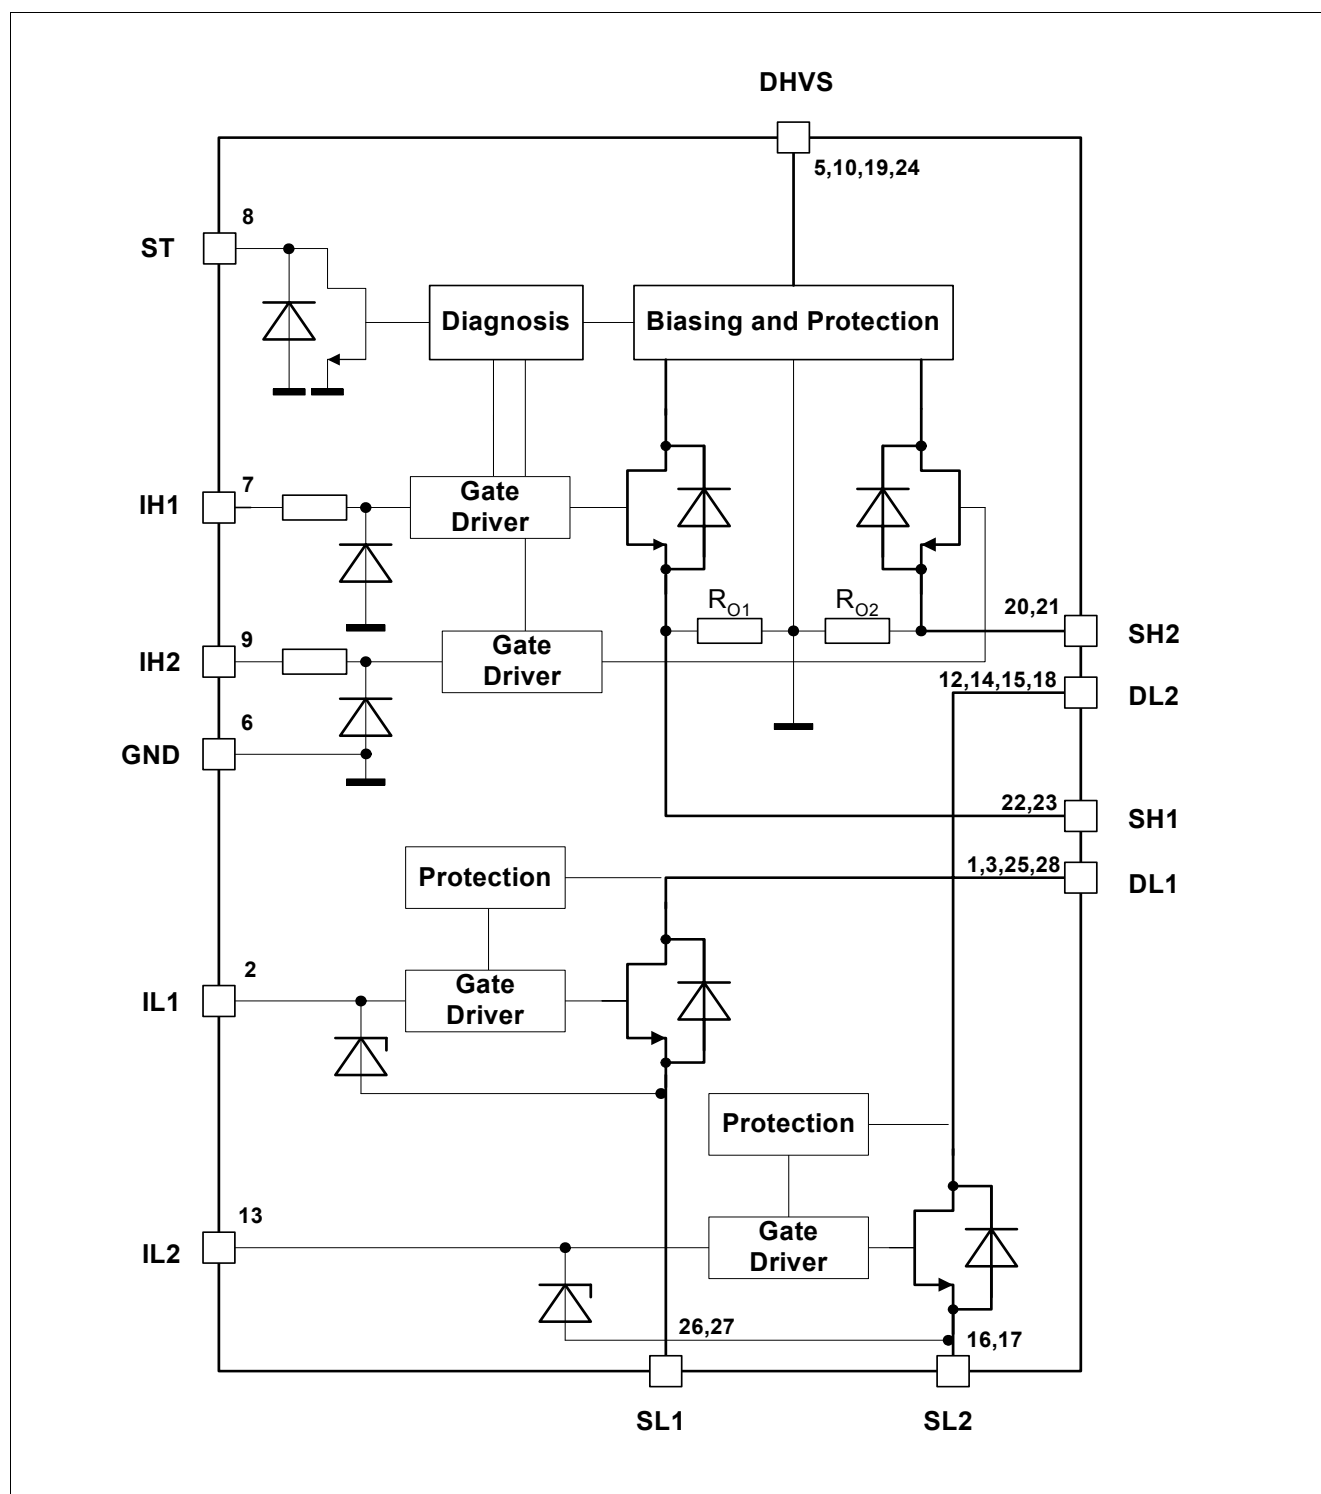 DHVS
5,10,19,24
8
ST
Diagnosis
Biasing and Protection
7
IH1
Gate
Driver
RO1
RO2
20,21
SH2
9
IH2
Gate
Driver
12,14,15,18
DL2
6
GND
22,23
SH1
Protection
1,3,25,28
DL1
2
IL1
Gate
Driver
Protection
13
IL2
Gate
Driver
26,27
16,17
SL1
SL2